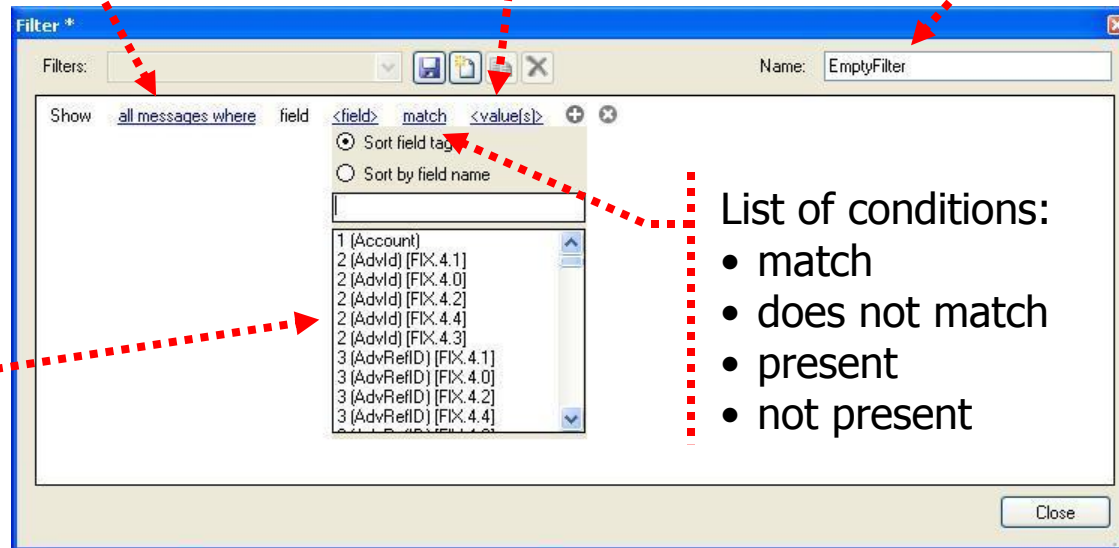 Filter *
Filters:
Name: EmptyFilter
Show all messages where field <field> match <value(s)>
Sort field tag
Sort by field name
1 (Account)
2 (AdvId) [FIX.4.1]
2 (AdvId) [FIX.4.0]
2 (AdvId) [FIX.4.2]
2 (AdvId) [FIX.4.4]
2 (AdvId) [FIX.4.3]
3 (AdvRefID) [FIX.4.1]
3 (AdvRefID) [FIX.4.0]
3 (AdvRefID) [FIX.4.2]
3 (AdvRefID) [FIX.4.4]
List of conditions:
• match
• does not match
• present
• not present
Close